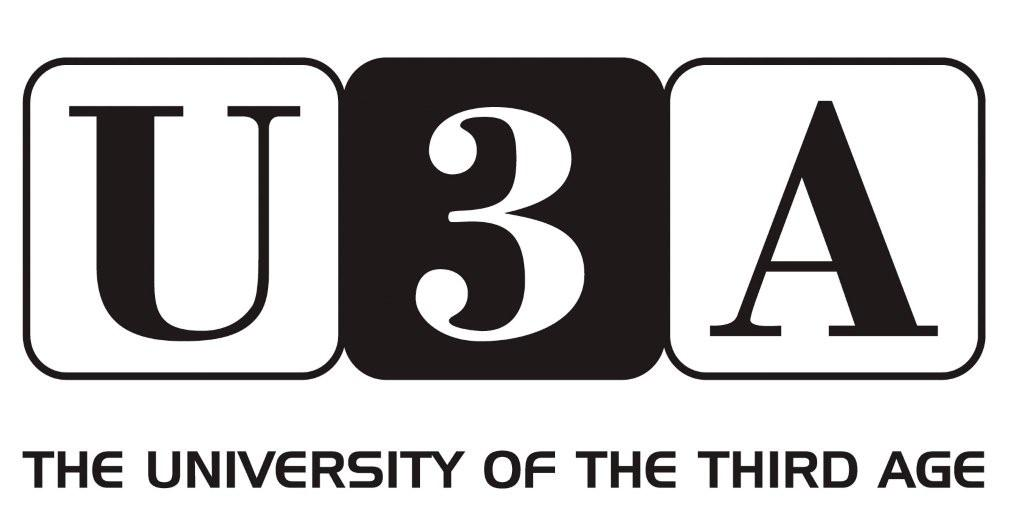 U3A
THE UNIVERSITY OF THE THIRD AGE